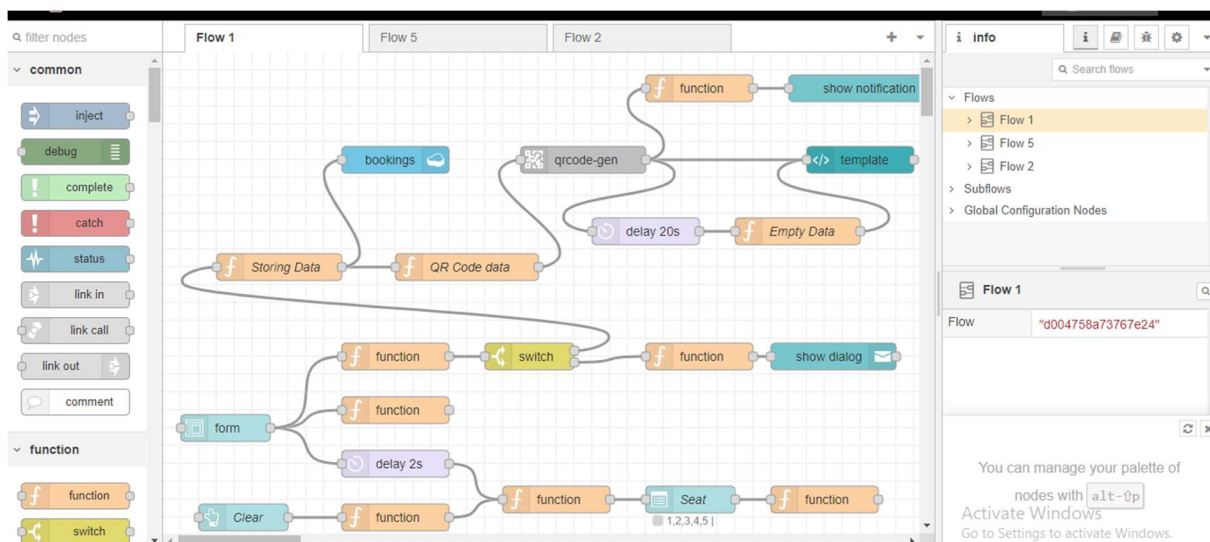 filter nodes
common
inject
debug
complete
catch
status
link in
link call
link out
comment
function
function
switch
Flow 1
Flow 5
Flow 2
function
show notification
bookings
qrcode-gen
template
delay 20s
Empty Data
Storing Data
QR Code data
function
switch
function
show dialog
form
function
delay 2s
Clear
function
function
Seat
function
1,2,3,4,5 |
i info
i
Search flows
Flows
Flow 1
Flow 5
Flow 2
Subflows
Global Configuration Nodes
Flow 1
Flow "d004758a73767e24"
You can manage your palette of
nodes with alt-⇧p
Activate Windows
Go to Settings to activate Windows.